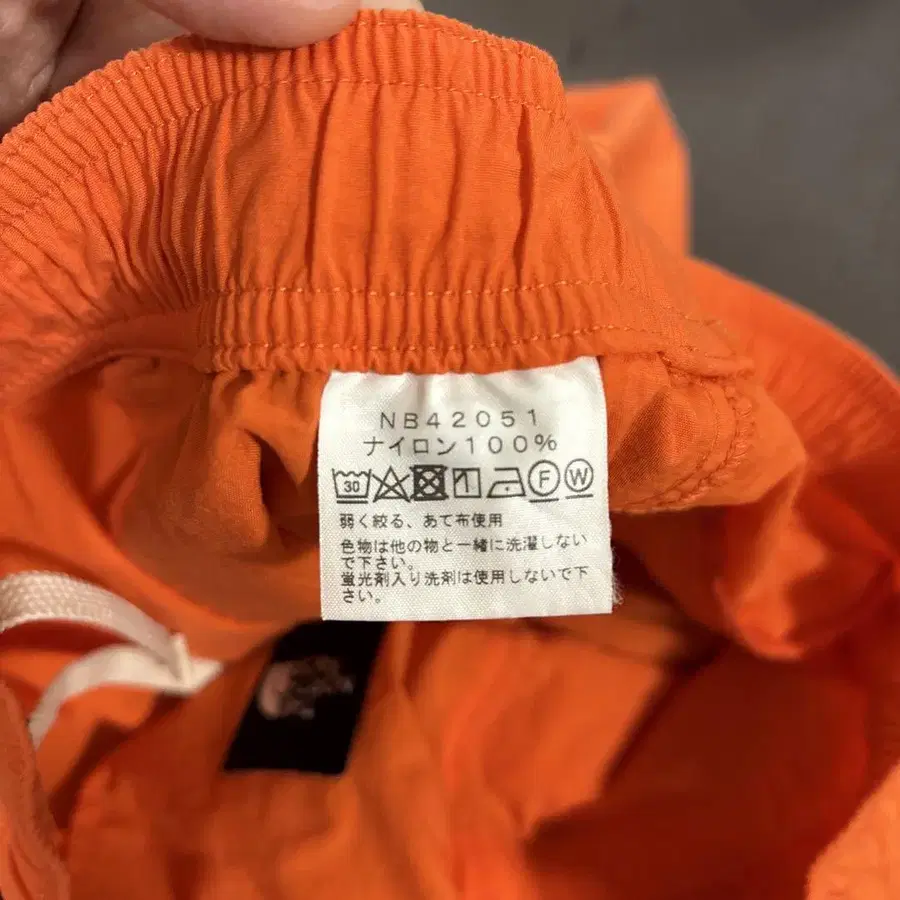 NB42051
ナイロン100%
30 F W
弱く絞る、あて布使用
色物は他の物と一緒に洗濯しない
で下さい。
蛍光剤入り洗剤は使用しないで下
さい。